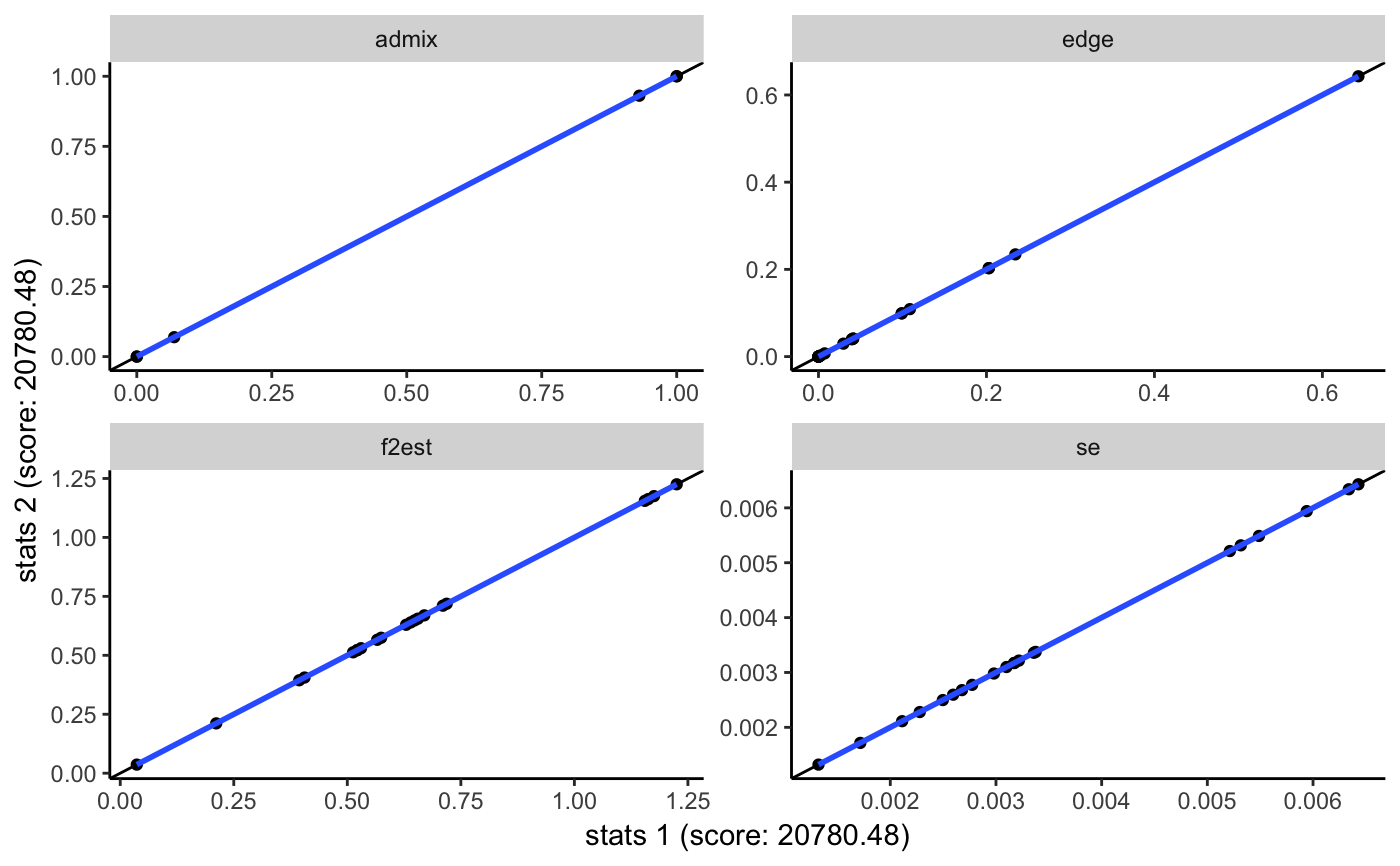 admix
1.00
0.75
0.50
0.25
0.00
0.00 0.25 0.50 0.75 1.00
edge
0.6
0.4
0.2
0.0
0.0 0.2 0.4 0.6
f2est
1.25
1.00
0.75
0.50
0.25
0.00
0.00 0.25 0.50 0.75 1.00 1.25
se
0.006
0.005
0.004
0.003
0.002
0.002 0.003 0.004 0.005 0.006
stats 2 (score: 20780.48)
stats 1 (score: 20780.48)